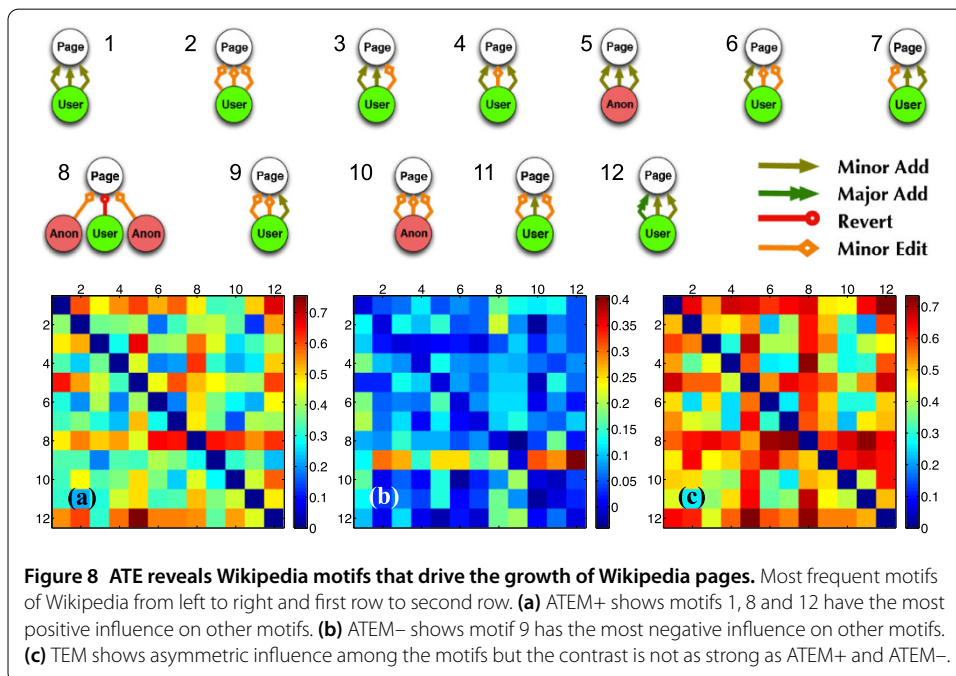 1 2 3 4 5 6 7
Page Page Page Page Page Page Page
User User User User Anon User User
8 9 10 11 12
Page Page Page Page Page
Anon User Anon User Anon User User
Minor Add
Major Add
Revert
Minor Edit
2 4 6 8 10 12
2 4 6 8 10 12
0.7 0.6 0.5 0.4 0.3 0.2 0.1 0
(a)
2 4 6 8 10 12
2 4 6 8 10 12
0.4 0.35 0.3 0.25 0.2 0.15 0.1 0.05 0
(b)
2 4 6 8 10 12
2 4 6 8 10 12
0.7 0.6 0.5 0.4 0.3 0.2 0.1 0
(c)
Figure 8 ATE reveals Wikipedia motifs that drive the growth of Wikipedia pages. Most frequent motifs
of Wikipedia from left to right and first row to second row. (a) ATEM+ shows motifs 1, 8 and 12 have the most
positive influence on other motifs. (b) ATEM– shows motif 9 has the most negative influence on other motifs.
(c) TEM shows asymmetric influence among the motifs but the contrast is not as strong as ATEM+ and ATEM–.